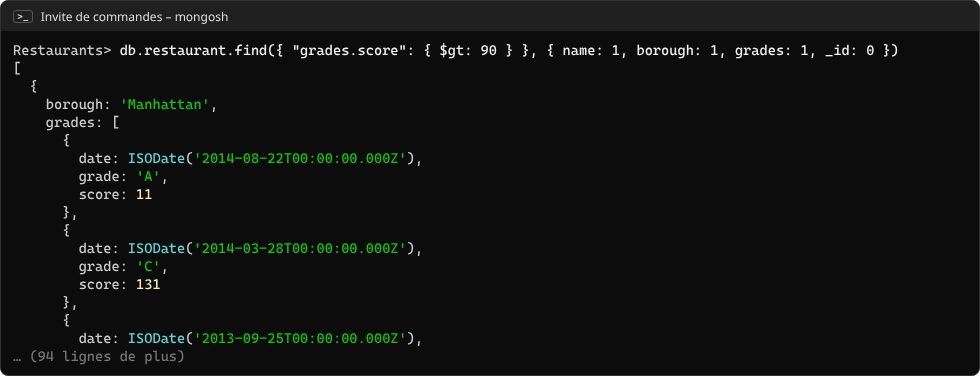 >_ Invite de commandes – mongosh
Restaurants> db.restaurant.find({ "grades.score": { $gt: 90 } }, { name: 1, borough: 1, grades: 1, _id: 0 })
[
  {
    borough: 'Manhattan',
    grades: [
      {
        date: ISODate('2014-08-22T00:00:00.000Z'),
        grade: 'A',
        score: 11
      },
      {
        date: ISODate('2014-03-28T00:00:00.000Z'),
        grade: 'C',
        score: 131
      },
      {
        date: ISODate('2013-09-25T00:00:00.000Z'),
… (94 lignes de plus)